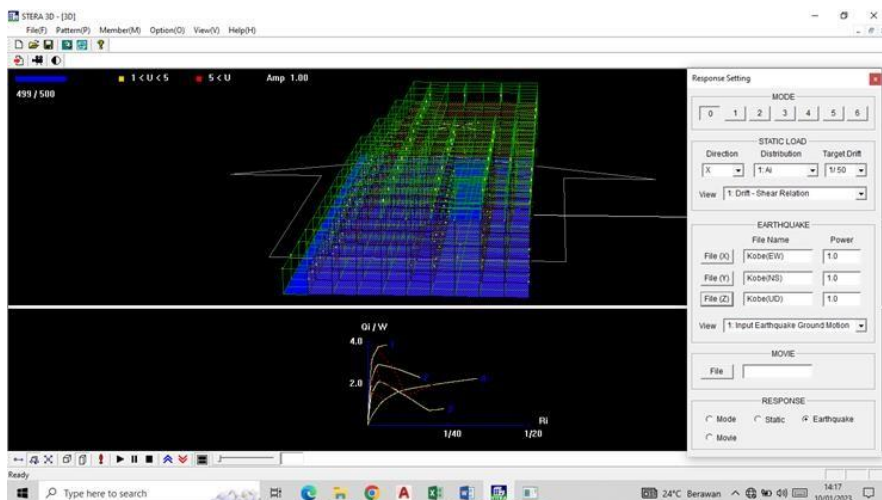 STERA 3D - [3D]
File(F) Pattern(P) Member(M) Option(O) View(V) Help(H)
1 < U < 5 5 < U Amp 1.00
499 / 500
Response Setting
MODE
0 1 2 3 4 5 6
STATIC LOAD
Direction Distribution Target Drift
X 1: Ai 1/ 50
View 1: Drift - Shear Relation
EARTHQUAKE
File Name Power
File (X) Kobe(EW) 1.0
File (Y) Kobe(NS) 1.0
File (Z) Kobe(UD) 1.0
View 1: Input Earthquake Ground Motion
MOVIE
File
RESPONSE
Mode Static Earthquake
Movie
Qi / W
4.0
2.0
Ri
1/40 1/20
Ready
Type here to search
24°C Berawan
14:17
10/01/2023